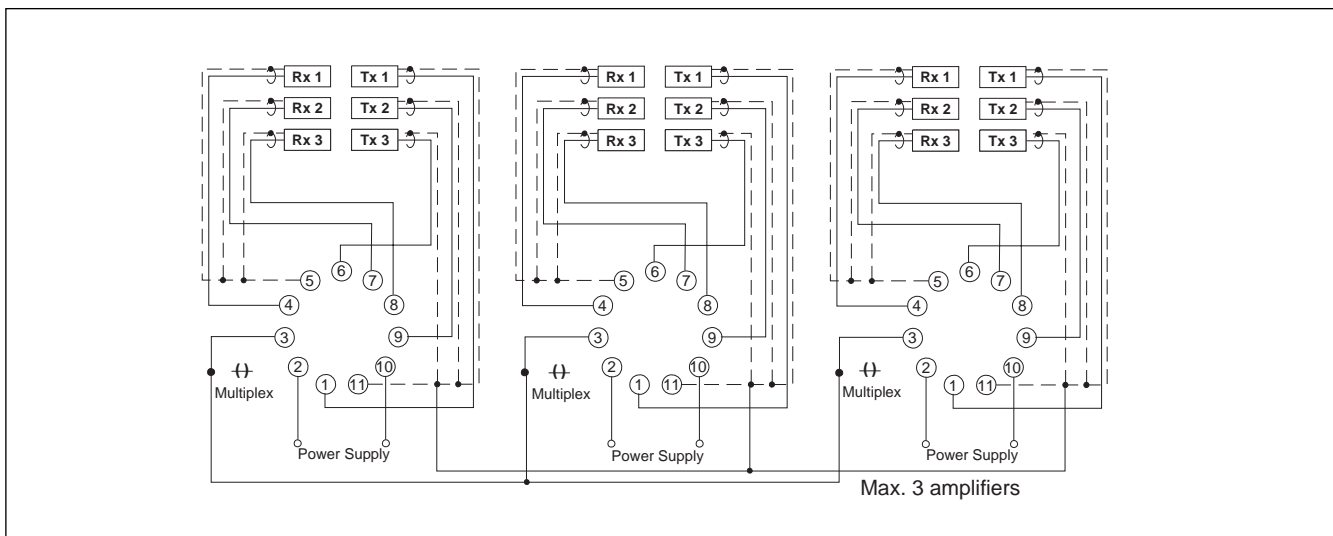 Rx 1 Tx 1 Rx 1 Tx 1 Rx 1 Tx 1
Rx 2 Tx 2 Rx 2 Tx 2 Rx 2 Tx 2
Rx 3 Tx 3 Rx 3 Tx 3 Rx 3 Tx 3
5 6 7 5 6 7 5 6 7
4 8 4 8 4 8
3 9 3 9 3 9
2 10 2 10 2 10
Multiplex 1 11 Multiplex 1 11 Multiplex 1 11
Power Supply Power Supply Power Supply
Max. 3 amplifiers